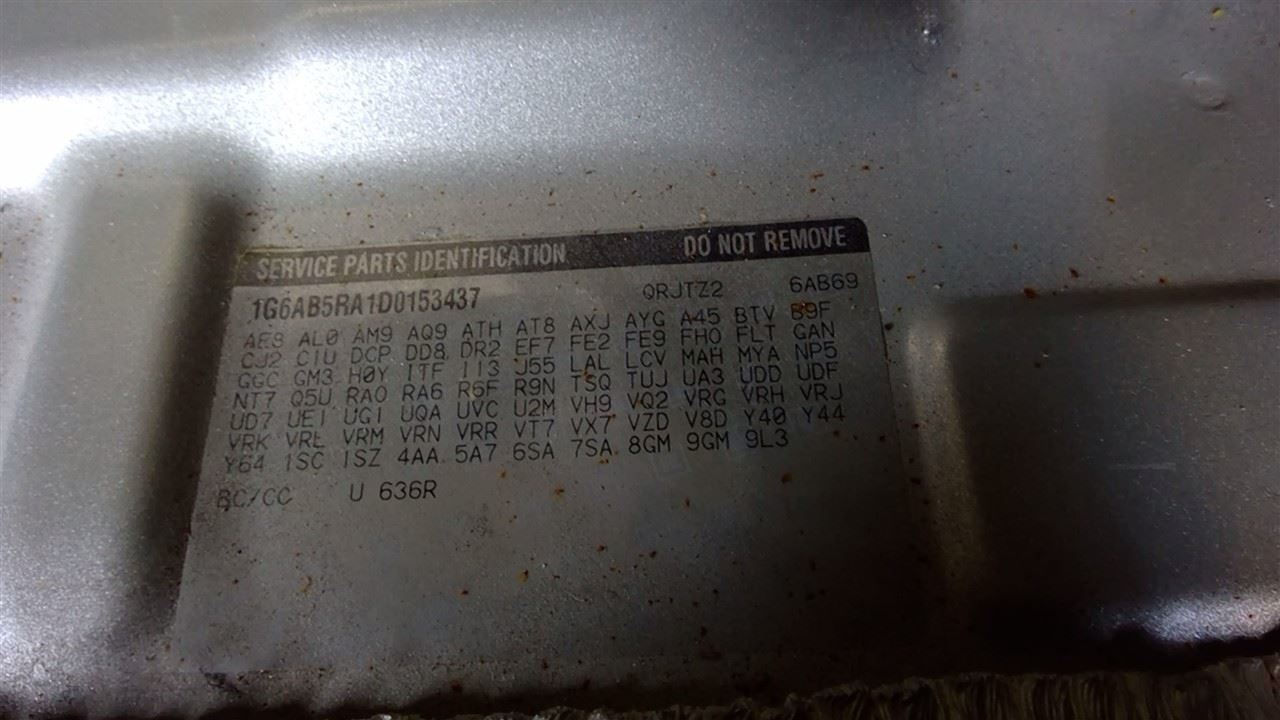 SERVICE PARTS IDENTIFICATION DO NOT REMOVE
1G6AB5RA1D0153437 QRJTZ2 6AB69
AE8 AL0 AM9 AQ9 ATH AT8 AXJ AYG A45 BTV B9F
CJ2 C1U DCP DD8 DR2 EF7 FE2 FE9 FHO FLT GAN
GGC GM3 H0Y ITF II3 J55 LAL LCV MAH MYA NP5
NT7 Q5U RA0 RA6 R6F R9N TSQ TUJ UA3 UDD UDF
UD7 UE1 UG1 UQA UVC U2M VH9 VQ2 VRG VRH VRJ
VRK VRL VRM VRN VRR VT7 VX7 VZD V8D Y40 Y44
Y64 1SC 1SZ 4AA 5A7 6SA 7SA 8GM 9GM 9L3
BC/CC U 636R